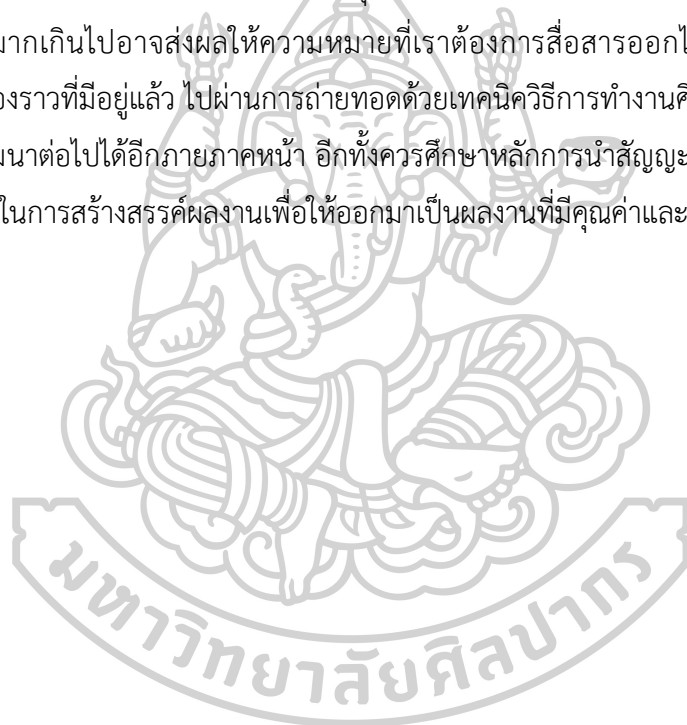 มากเกินไปอาจส่งผลให้ความหมายที่เราต้องการสื่อสารออกไ
องราวที่มีอยู่แล้ว ไปผ่านการถ่ายทอดด้วยเทคนิควิธีการทำงานศิ
มนาต่อไปได้อีกภายภาคหน้า อีกทั้งควรศึกษาหลักการนำสัญญะ
ในการสร้างสรรค์ผลงานเพื่อให้ออกมาเป็นผลงานที่มีคุณค่าและ
มหาวิทยาลัยศิลปากร